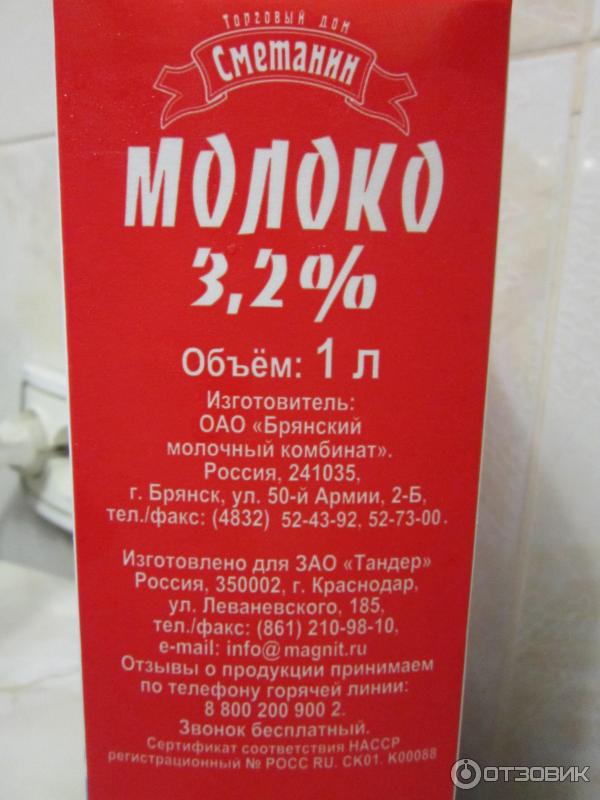 Торговый дом
Сметанин
МОЛОКО
3,2%
Объём: 1 л
Изготовитель:
ОАО «Брянский
молочный комбинат».
Россия, 241035,
г. Брянск, ул. 50-й Армии, 2-Б,
тел./факс: (4832) 52-43-92, 52-73-00.
Изготовлено для ЗАО «Тандер»
Россия, 350002, г. Краснодар,
ул. Леваневского, 185,
тел./факс: (861) 210-98-10,
e-mail: info@magnit.ru
Отзывы о продукции принимаем
по телефону горячей линии:
8 800 200 900 2.
Звонок бесплатный.
Сертификат соответствия НАССР
регистрационный № РОСС RU. СК01. К00088
ОТЗОВИК